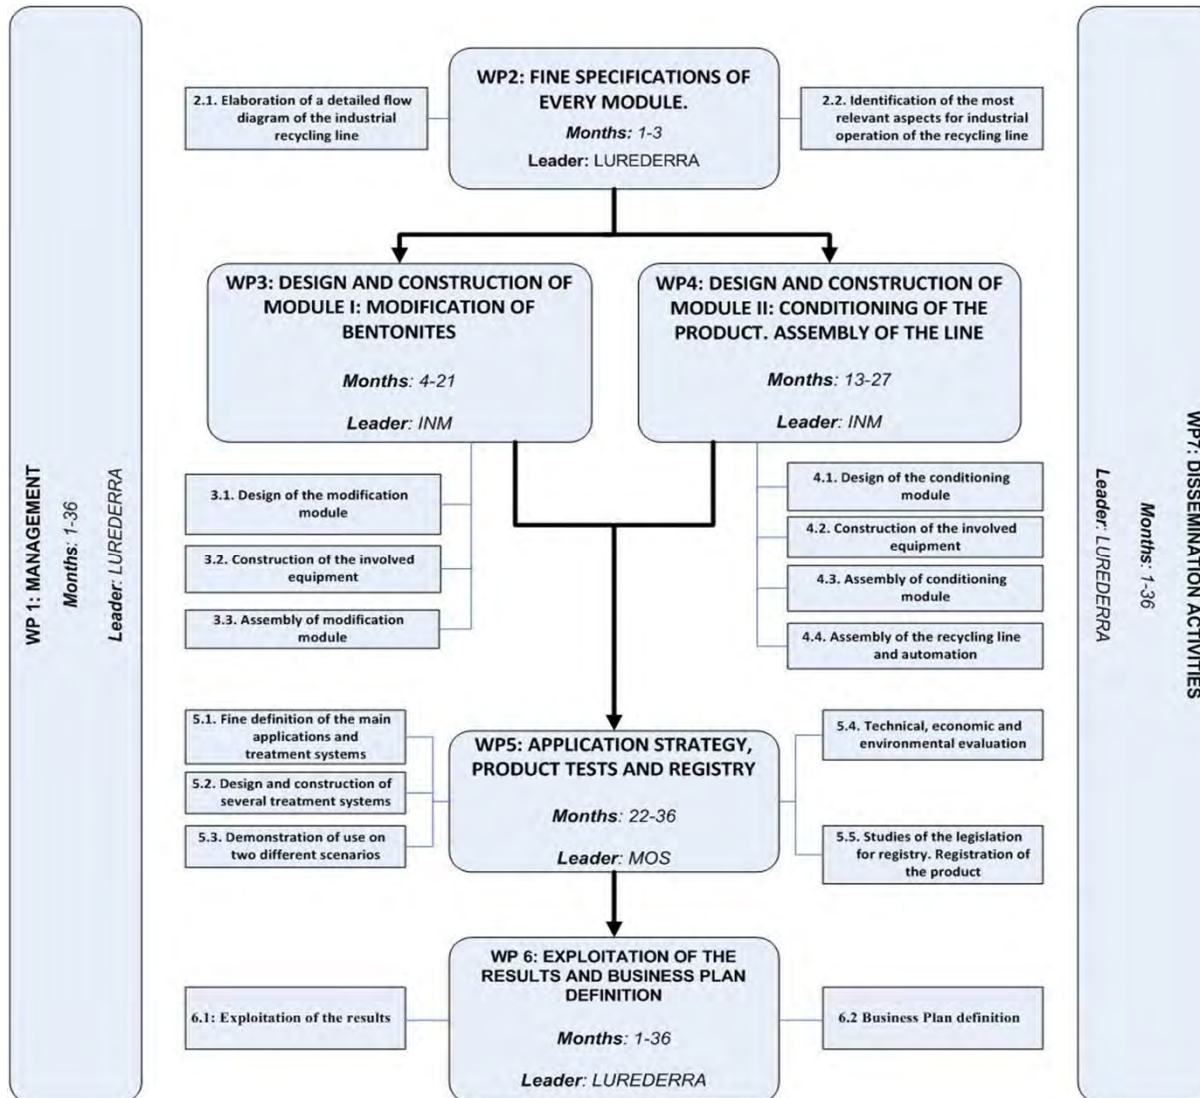 WP 1: MANAGEMENT
Months: 1-36
Leader: LUREDERRA
WP2: FINE SPECIFICATIONS OF
EVERY MODULE.
Months: 1-3
Leader: LUREDERRA
2.1. Elaboration of a detailed flow
diagram of the industrial
recycling line
2.2. Identification of the most
relevant aspects for industrial
operation of the recycling line
WP3: DESIGN AND CONSTRUCTION OF
MODULE I: MODIFICATION OF
BENTONITES
Months: 4-21
Leader: INM
WP4: DESIGN AND CONSTRUCTION OF
MODULE II: CONDITIONING OF THE
PRODUCT. ASSEMBLY OF THE LINE
Months: 13-27
Leader: INM
3.1. Design of the modification
module
3.2. Construction of the involved
equipment
3.3. Assembly of modification
module
4.1. Design of the conditioning
module
4.2. Construction of the involved
equipment
4.3. Assembly of conditioning
module
4.4. Assembly of the recycling line
and automation
5.1. Fine definition of the main
applications and
treatment systems
5.2. Design and construction of
several treatment systems
5.3. Demonstration of use on
two different scenarios
WP5: APPLICATION STRATEGY,
PRODUCT TESTS AND REGISTRY
Months: 22-36
Leader: MOS
5.4. Technical, economic and
environmental evaluation
5.5. Studies of the legislation
for registry. Registration of
the product
WP 6: EXPLOITATION OF THE
RESULTS AND BUSINESS PLAN
DEFINITION
Months: 1-36
Leader: LUREDERRA
6.1: Exploitation of the results
6.2 Business Plan definition
WP7: DISSEMINATION ACTIVITIES
Months: 1-36
Leader: LUREDERRA